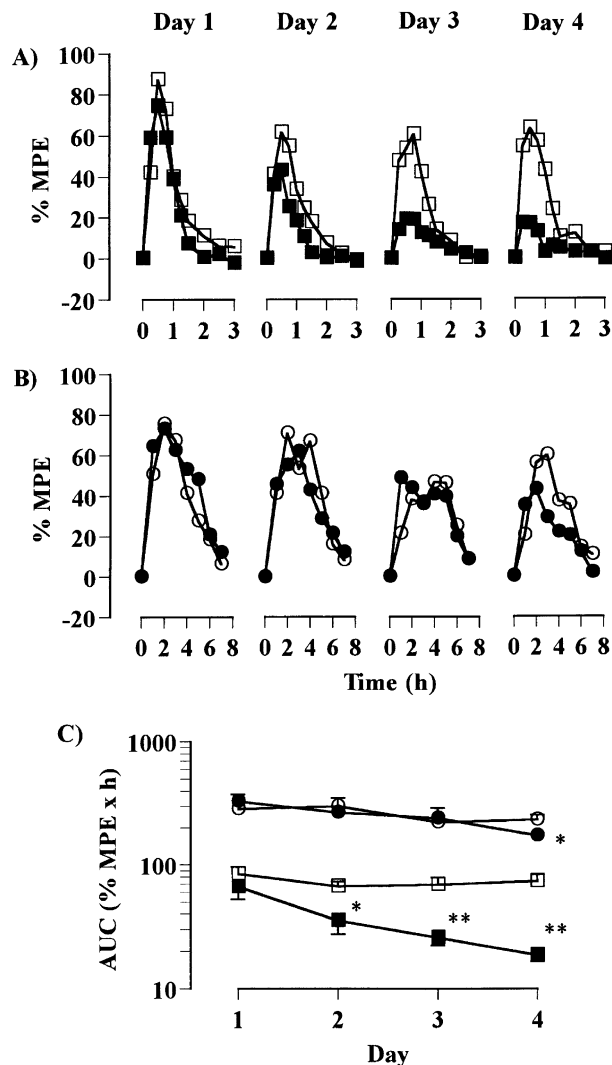 Day 1 Day 2 Day 3 Day 4
A)
% MPE
100
80
60
40
20
0
-20
0 1 2 3 0 1 2 3 0 1 2 3 0 1 2 3
B)
% MPE
100
80
60
40
20
0
-20
0 2 4 6 8 0 2 4 6 8 0 2 4 6 8 0 2 4 6 8
Time (h)
C)
AUC (% MPE x h)
1000
100
10
*
* ** **
1 2 3 4
Day